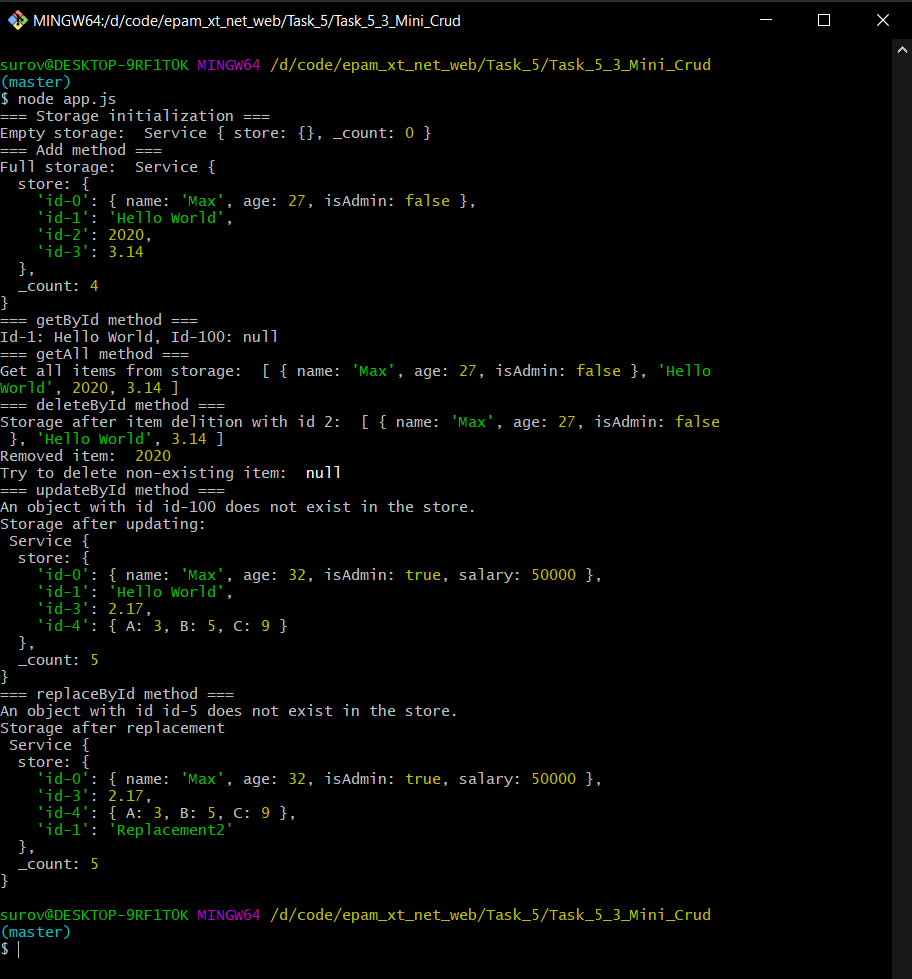 MINGW64:/d/code/epam_xt_net_web/Task_5/Task_5_3_Mini_Crud
surov@DESKTOP-9RF1T0K MINGW64 /d/code/epam_xt_net_web/Task_5/Task_5_3_Mini_Crud
(master)
$ node app.js
=== Storage initialization ===
Empty storage:  Service { store: {}, _count: 0 }
=== Add method ===
Full storage:  Service {
  store: {
    'id-0': { name: 'Max', age: 27, isAdmin: false },
    'id-1': 'Hello World',
    'id-2': 2020,
    'id-3': 3.14
  },
  _count: 4
}
=== getById method ===
Id-1: Hello World, Id-100: null
=== getAll method ===
Get all items from storage:  [ { name: 'Max', age: 27, isAdmin: false }, 'Hello
World', 2020, 3.14 ]
=== deleteById method ===
Storage after item delition with id 2:  [ { name: 'Max', age: 27, isAdmin: false
 }, 'Hello World', 3.14 ]
Removed item:  2020
Try to delete non-existing item:  null
=== updateById method ===
An object with id id-100 does not exist in the store.
Storage after updating:
 Service {
  store: {
    'id-0': { name: 'Max', age: 32, isAdmin: true, salary: 50000 },
    'id-1': 'Hello World',
    'id-3': 2.17,
    'id-4': { A: 3, B: 5, C: 9 }
  },
  _count: 5
}
=== replaceById method ===
An object with id id-5 does not exist in the store.
Storage after replacement
 Service {
  store: {
    'id-0': { name: 'Max', age: 32, isAdmin: true, salary: 50000 },
    'id-3': 2.17,
    'id-4': { A: 3, B: 5, C: 9 },
    'id-1': 'Replacement2'
  },
  _count: 5
}
surov@DESKTOP-9RF1T0K MINGW64 /d/code/epam_xt_net_web/Task_5/Task_5_3_Mini_Crud
(master)
$